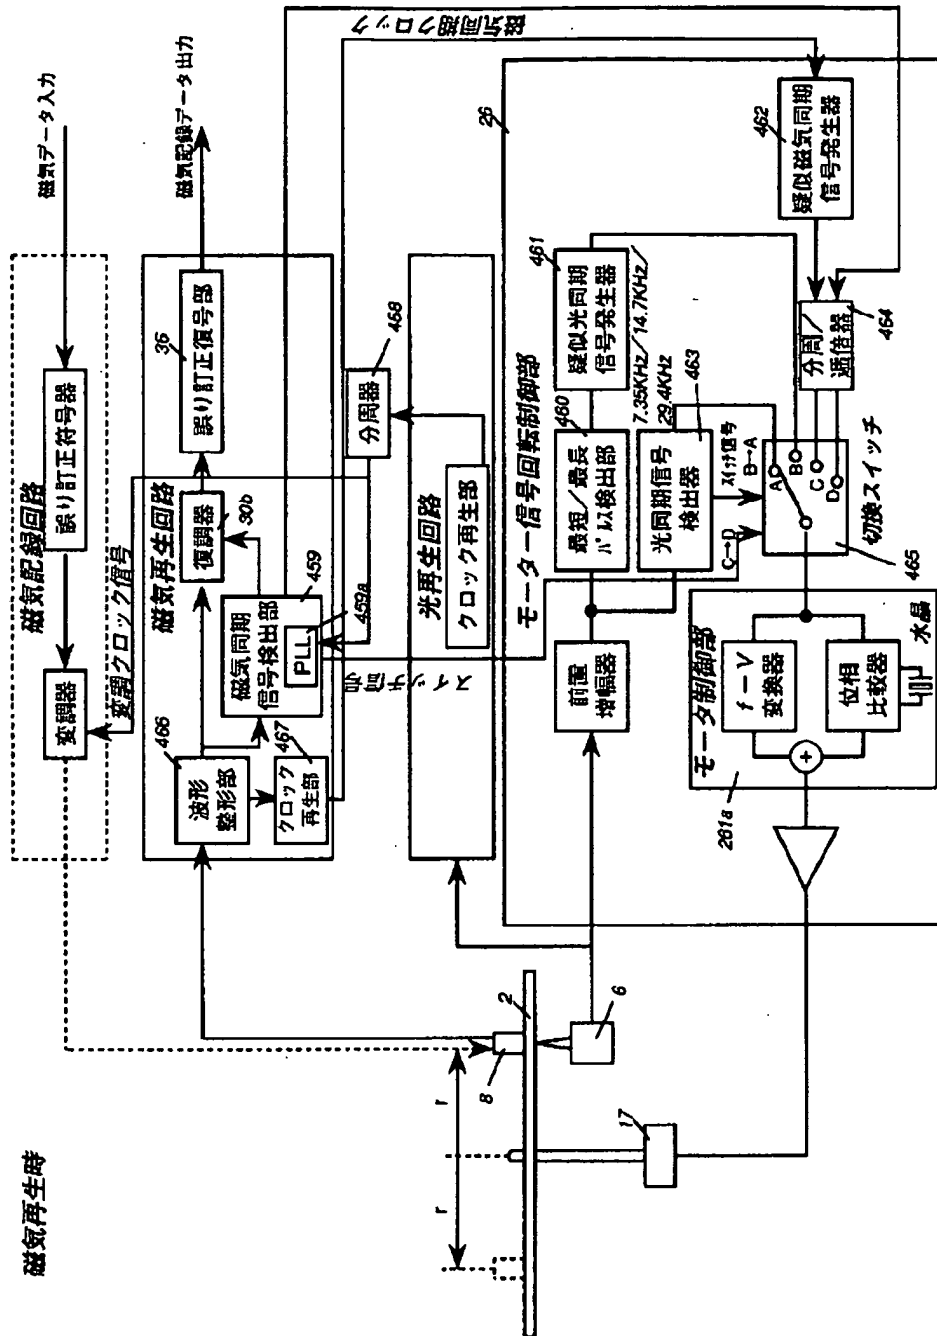 磁気再生時
磁気データ入力
磁気記録回路
誤り訂正符号器
変調器
変調クロック信号
磁気記録データ出力
磁気再生回路
36
誤り訂正復号部
復調器
30b
466
波形
整形部
磁気同期
信号検出部
PLL
459
459a
467
クロック
再生部
磁気同期クロック
468
分周器
光再生回路
クロック再生部
スイッチ信号
26
モーター信号回転制御部
前置
増幅器
460
最短/最長
パルス検出部
461
疑似光同期
信号発生器
7.35KHz/14.7KHz/
29.4KHz
463
光同期信号
検出器
462
疑似磁気同期
信号発生器
分周/
逓倍器
464
スイッチ信号
B→A
C→D
A
B
C
D
切換スイッチ
465
モータ制御部
f-V
変換器
位相
比較器
水晶
+
261a
r
r
8
2
6
17